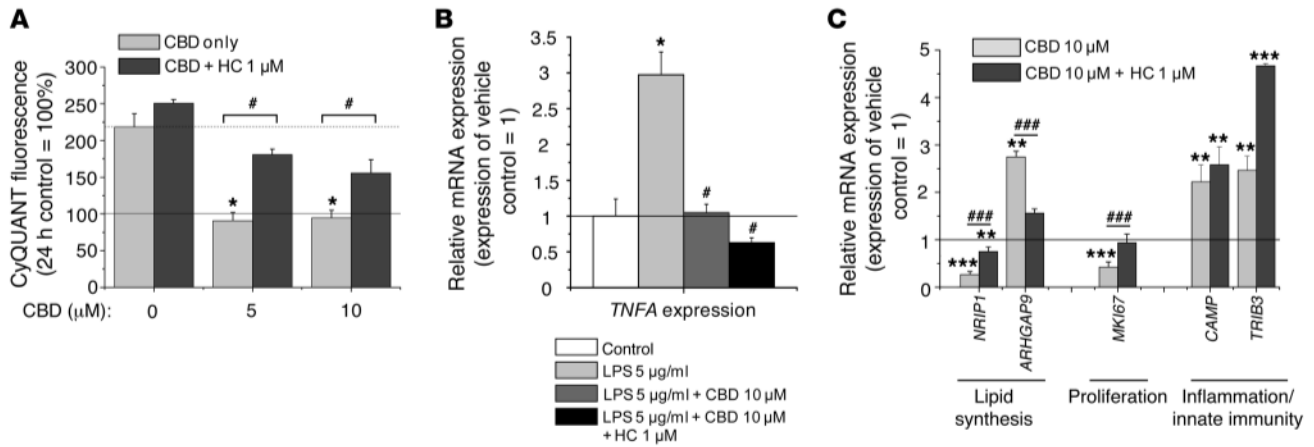 A
CBD only
CBD + HC 1 µM
CyQUANT fluorescence
(24 h control = 100%)
300
250
200
150
100
50
0
#
#
*
*
CBD (µM): 0 5 10
B
Relative mRNA expression
(expression of vehicle
control = 1)
3.5
3
2.5
2
1.5
1
0.5
0
*
#
#
TNFA expression
Control
LPS 5 µg/ml
LPS 5 µg/ml + CBD 10 µM
LPS 5 µg/ml + CBD 10 µM
+ HC 1 µM
C
CBD 10 µM
CBD 10 µM + HC 1 µM
Relative mRNA expression
(expression of vehicle
control = 1)
5
4
3
2
1
0
***
###
**
###
**
###
***
** **
**
***
NRIP1
ARHGAP9
MKI67
CAMP
TRIB3
Lipid
synthesis
Proliferation
Inflammation/
innate immunity